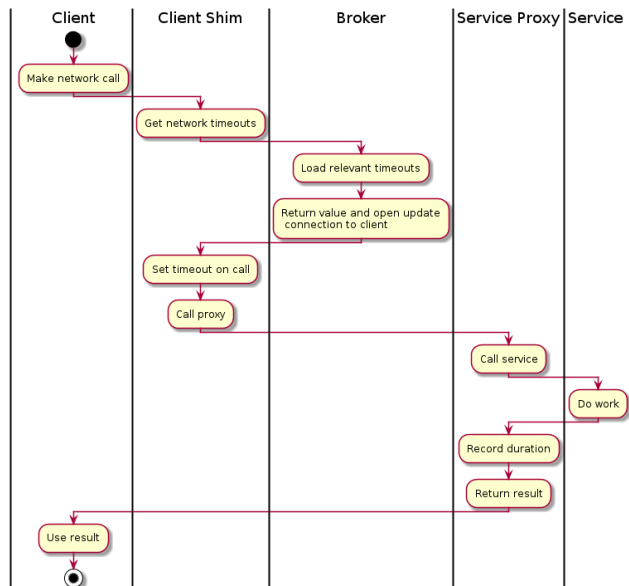 Client
Client Shim
Broker
Service Proxy
Service
Make network call
Get network timeouts
Load relevant timeouts
Return value and open update
connection to client
Set timeout on call
Call proxy
Call service
Do work
Record duration
Return result
Use result